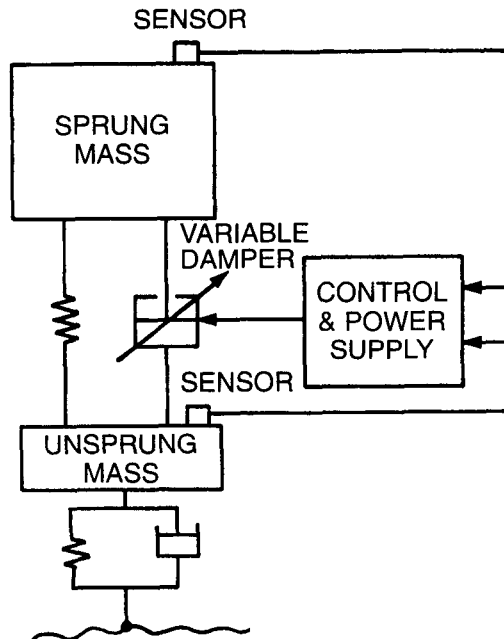 SENSOR
SPRUNG
MASS
VARIABLE
DAMPER
CONTROL
& POWER
SUPPLY
SENSOR
UNSPRUNG
MASS